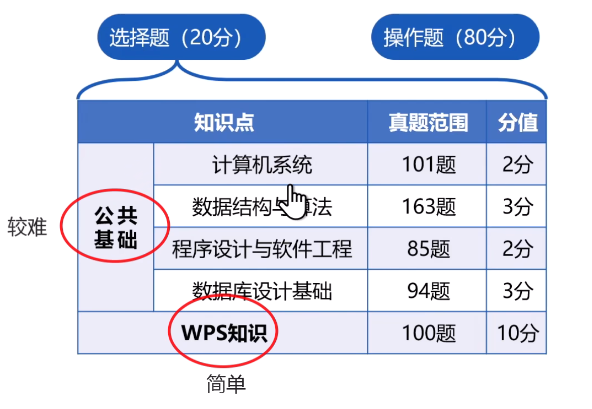 选择题（20分）
操作题（80分）
知识点 真题范围 分值
计算机系统 101题 2分
数据结构与算法 163题 3分
较难
公共
基础
程序设计与软件工程 85题 2分
数据库设计基础 94题 3分
WPS知识 100题 10分
简单